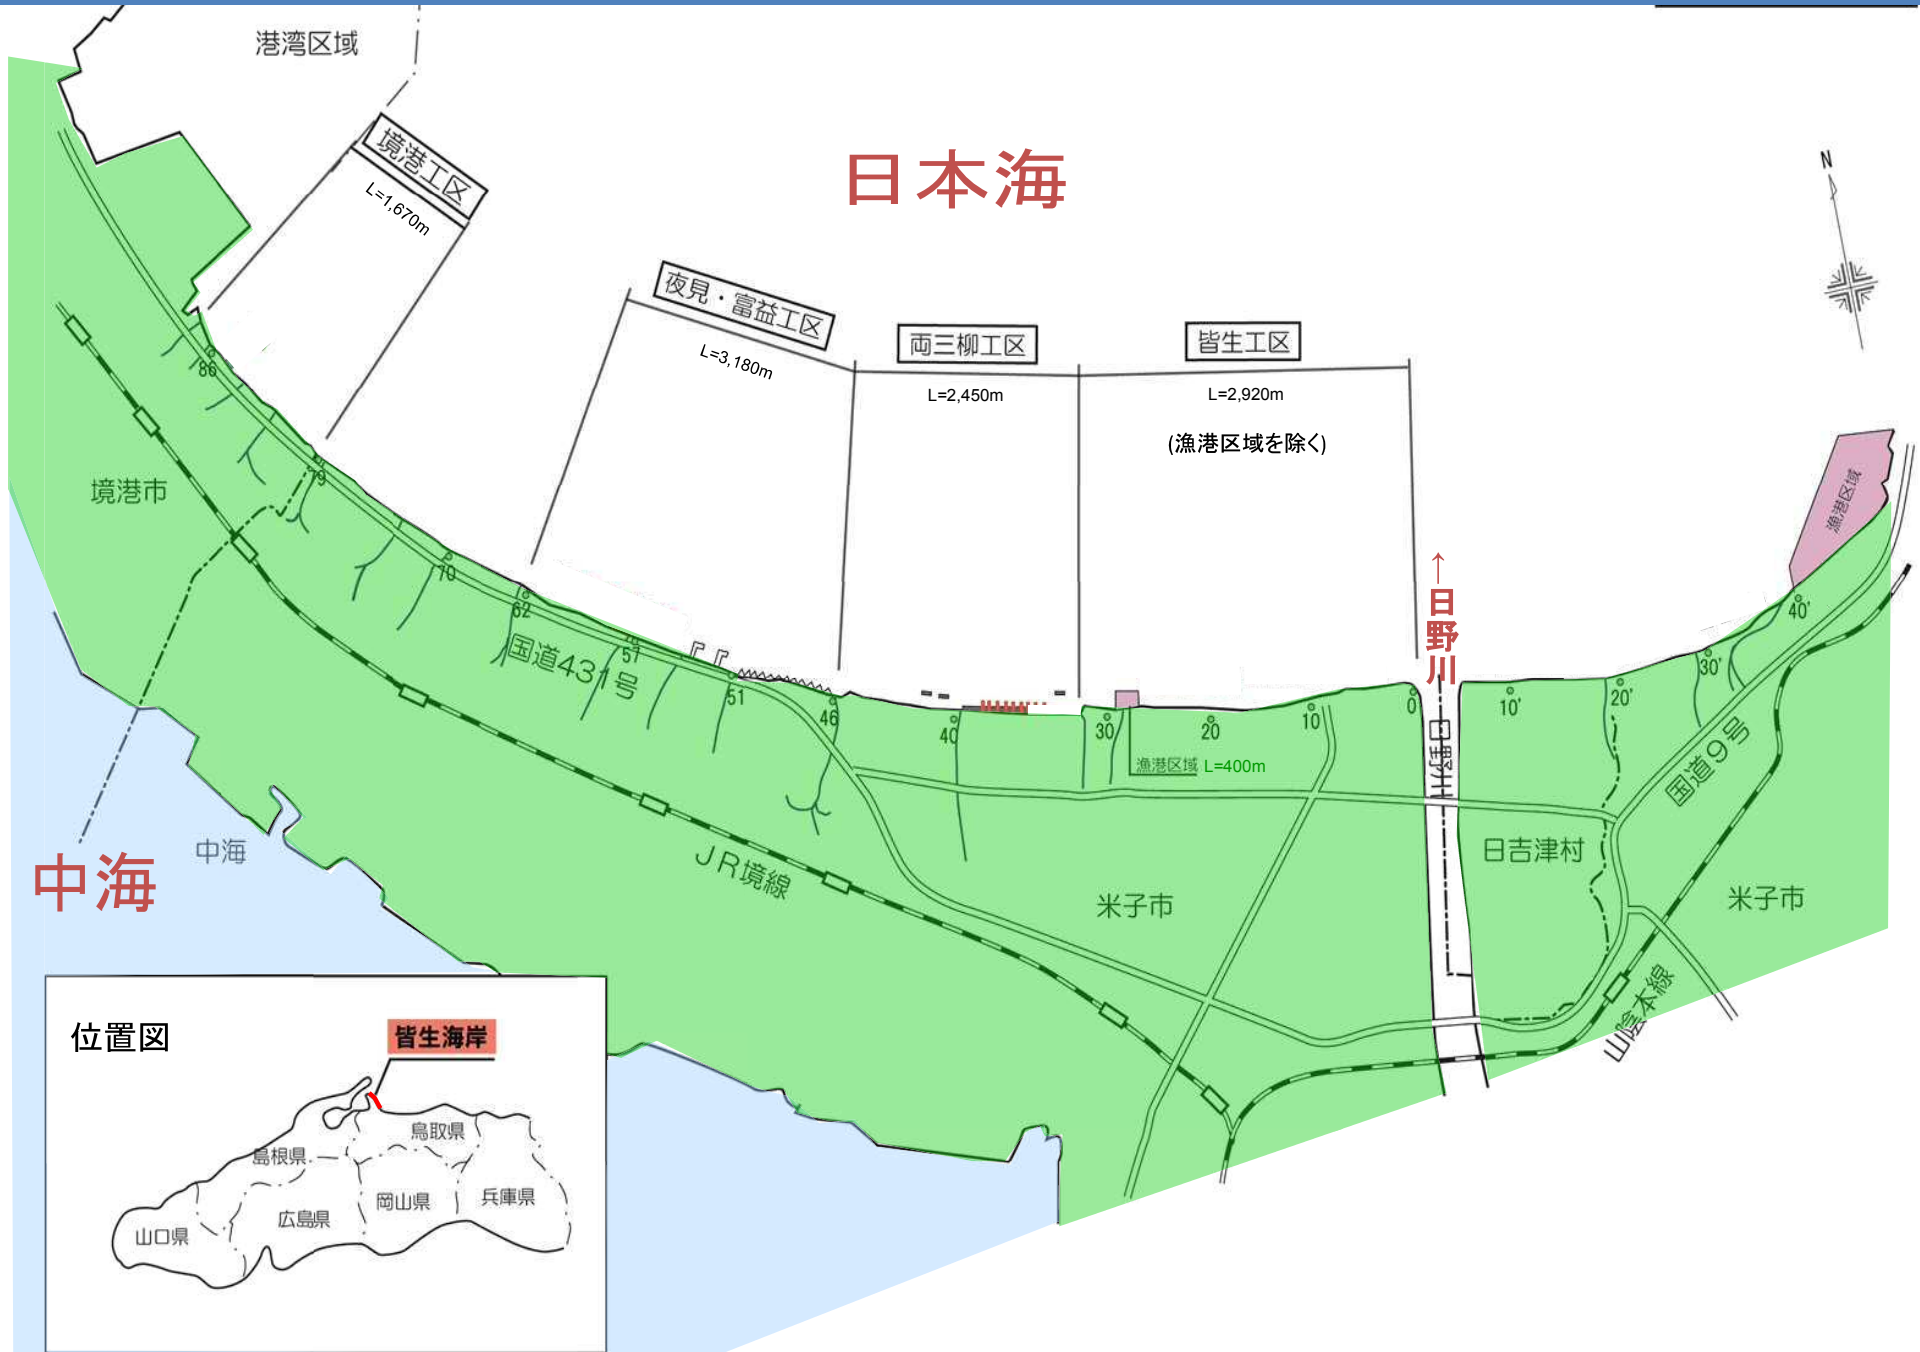 港湾区域
境港工区
L=1,670m
日本海
N
夜見・富益工区
L=3,180m
両三柳工区
L=2,450m
皆生工区
L=2,920m
(漁港区域を除く)
漁港区域
86
79
70
62
57
51
46
40
30
20
10
0
10'
20'
30'
40'
境港市
国道431号
←日野川
日野川
漁港区域 L=400m
国道9号
日吉津村
米子市
米子市
JR境線
山陰本線
中海
中海
位置図
皆生海岸
鳥取県
島根県
岡山県
兵庫県
広島県
山口県